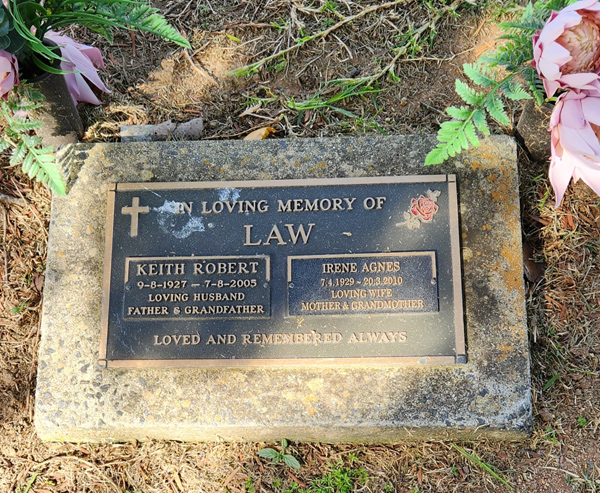 IN LOVING MEMORY OF
LAW
KEITH ROBERT
9-8-1927 – 7-8-2005
LOVING HUSBAND
FATHER & GRANDFATHER
IRENE AGNES
7.4.1929 - 20.3.2010
LOVING WIFE
MOTHER & GRANDMOTHER
LOVED AND REMEMBERED ALWAYS